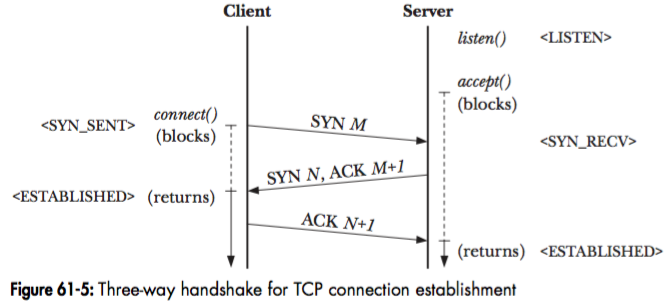 Client Server
listen() <LISTEN>
accept()
(blocks)
<SYN_SENT> connect()
(blocks)
SYN M
<SYN_RECV>
SYN N, ACK M+1
<ESTABLISHED> (returns)
ACK N+1
(returns) <ESTABLISHED>
Figure 61-5: Three-way handshake for TCP connection establishment